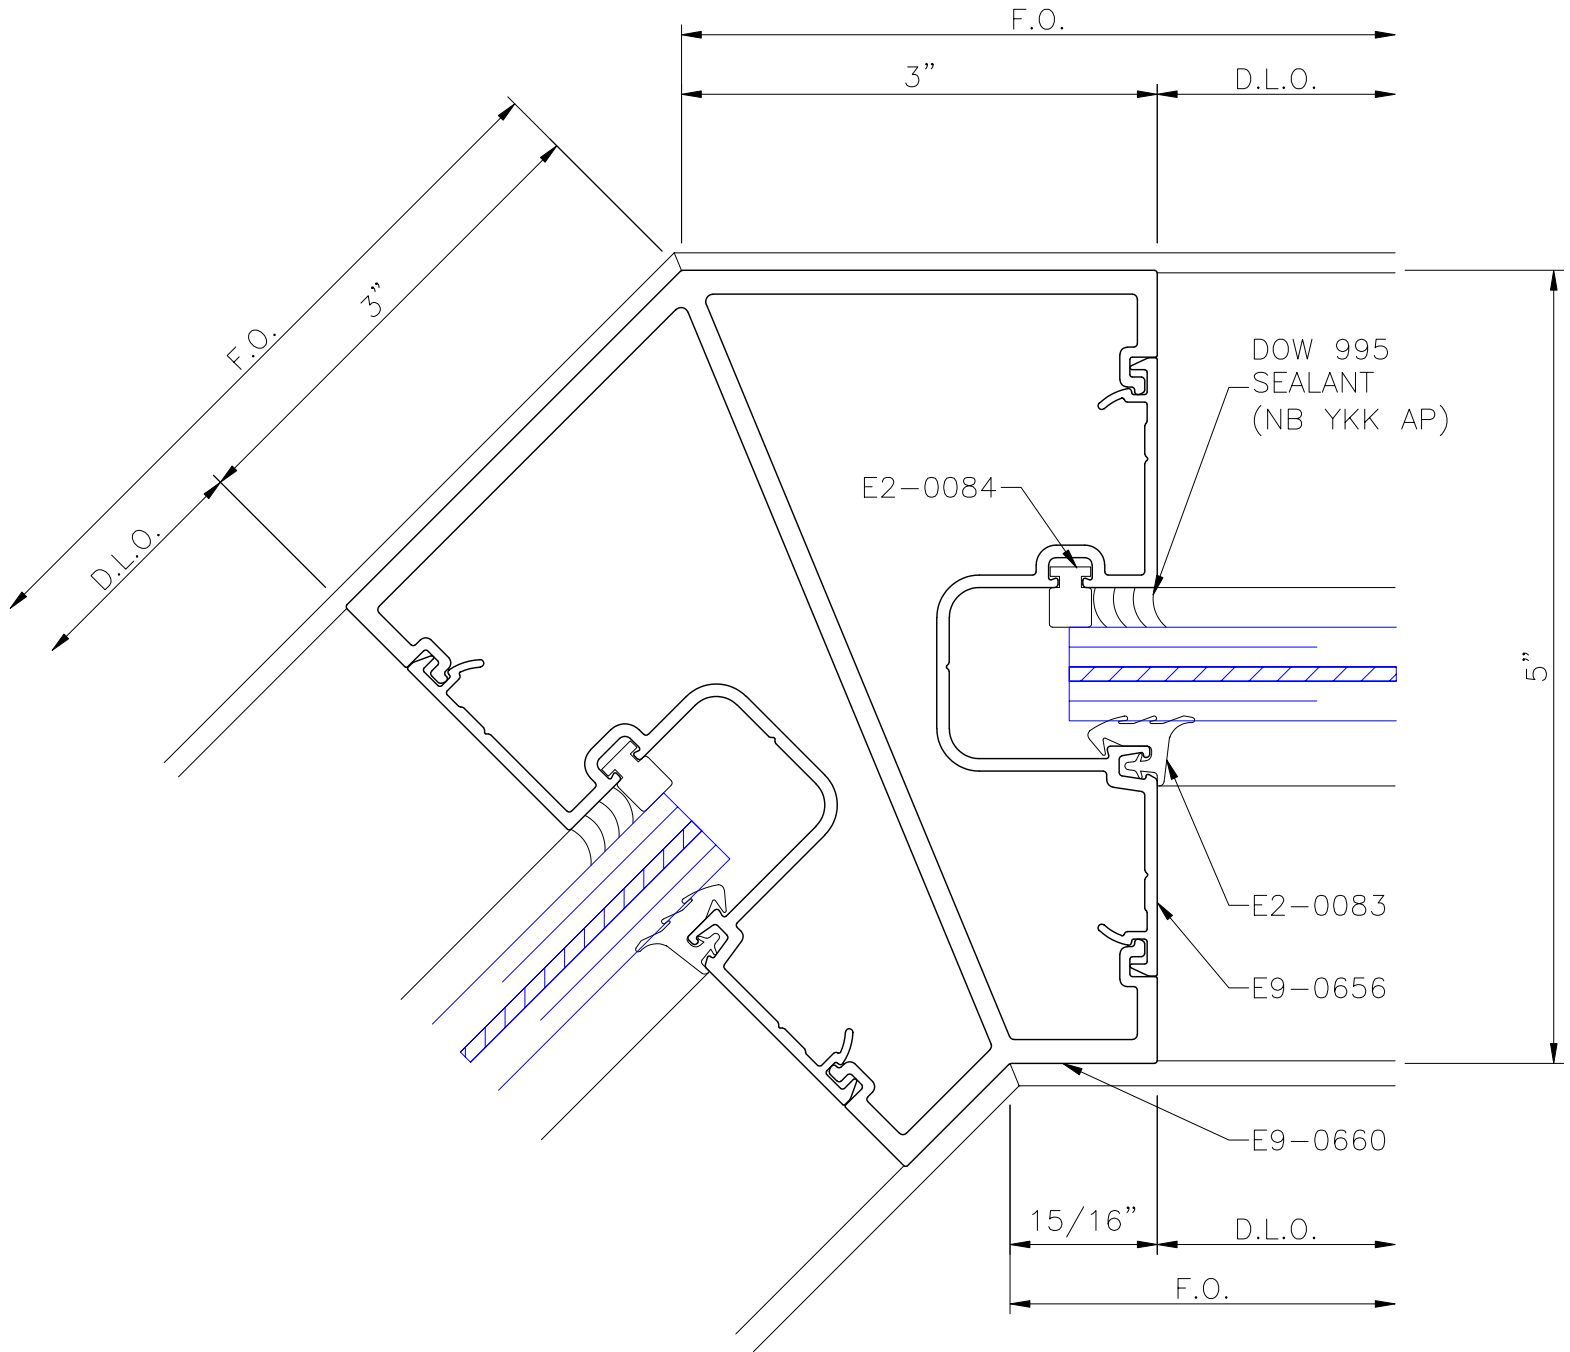 F.O.
3”
D.L.O.
F.O.
3”
D.L.O.
DOW 995
SEALANT
(NB YKK AP)
E2-0084
5”
E2-0083
E9-0656
E9-0660
15/16”
D.L.O.
F.O.